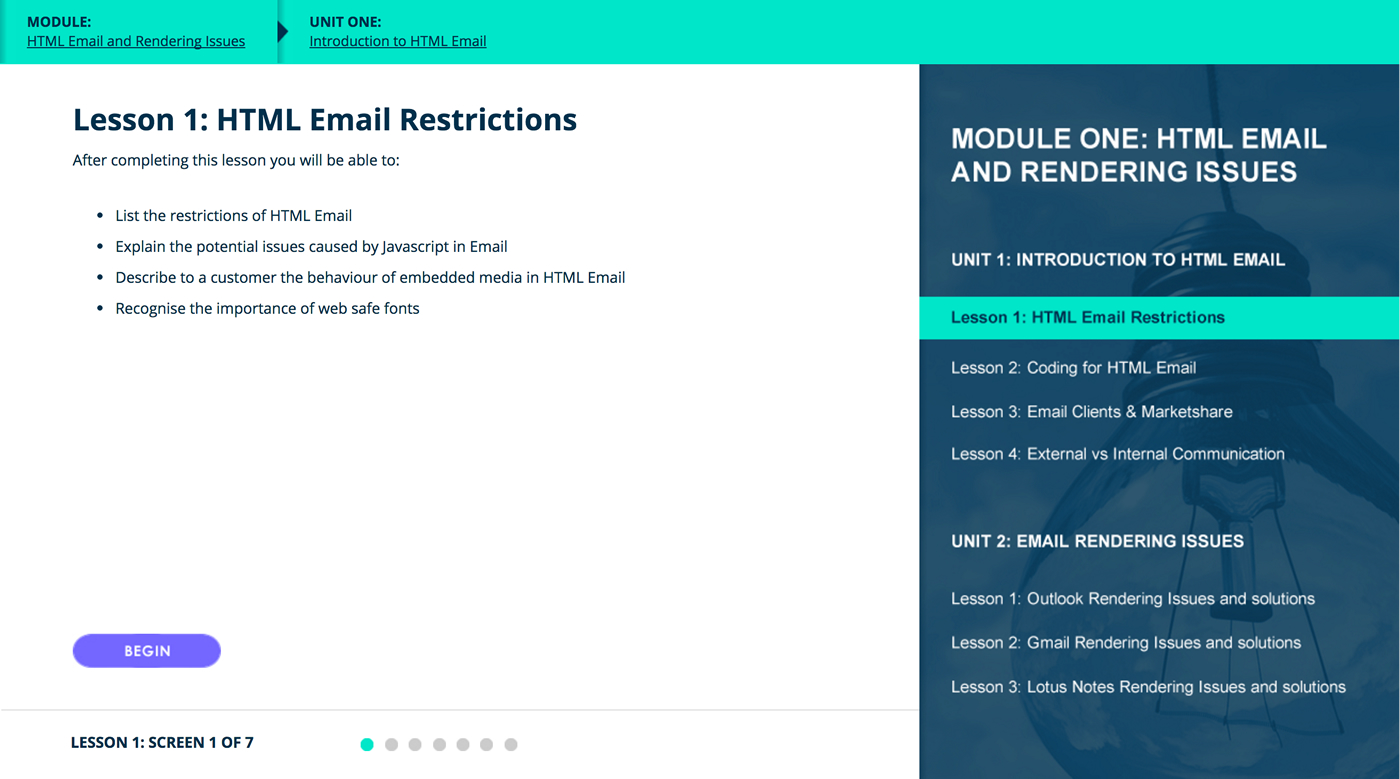 MODULE:
HTML Email and Rendering Issues
UNIT ONE:
Introduction to HTML Email
Lesson 1: HTML Email Restrictions
After completing this lesson you will be able to:
List the restrictions of HTML Email
Explain the potential issues caused by Javascript in Email
Describe to a customer the behaviour of embedded media in HTML Email
Recognise the importance of web safe fonts
BEGIN
LESSON 1: SCREEN 1 OF 7
MODULE ONE: HTML EMAIL
AND RENDERING ISSUES
UNIT 1: INTRODUCTION TO HTML EMAIL
Lesson 1: HTML Email Restrictions
Lesson 2: Coding for HTML Email
Lesson 3: Email Clients & Marketshare
Lesson 4: External vs Internal Communication
UNIT 2: EMAIL RENDERING ISSUES
Lesson 1: Outlook Rendering Issues and solutions
Lesson 2: Gmail Rendering Issues and solutions
Lesson 3: Lotus Notes Rendering Issues and solutions